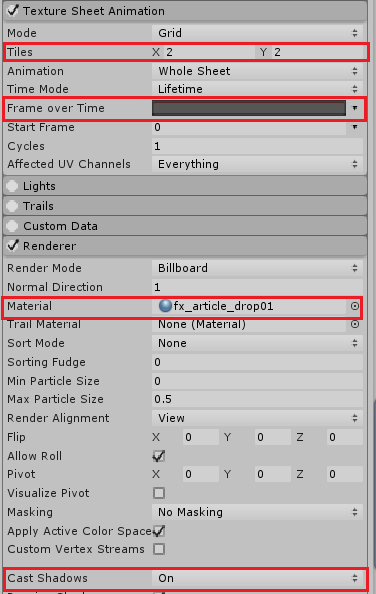 Texture Sheet Animation
Mode Grid
Tiles X 2 Y 2
Animation Whole Sheet
Time Mode Lifetime
Frame over Time
Start Frame 0
Cycles 1
Affected UV Channels Everything
Lights
Trails
Custom Data
Renderer
Render Mode Billboard
Normal Direction 1
Material fx_article_drop01
Trail Material None (Material)
Sort Mode None
Sorting Fudge 0
Min Particle Size 0
Max Particle Size 0.5
Render Alignment View
Flip X 0 Y 0 Z 0
Allow Roll
Pivot X 0 Y 0 Z 0
Visualize Pivot
Masking No Masking
Apply Active Color Space
Custom Vertex Streams
Cast Shadows On